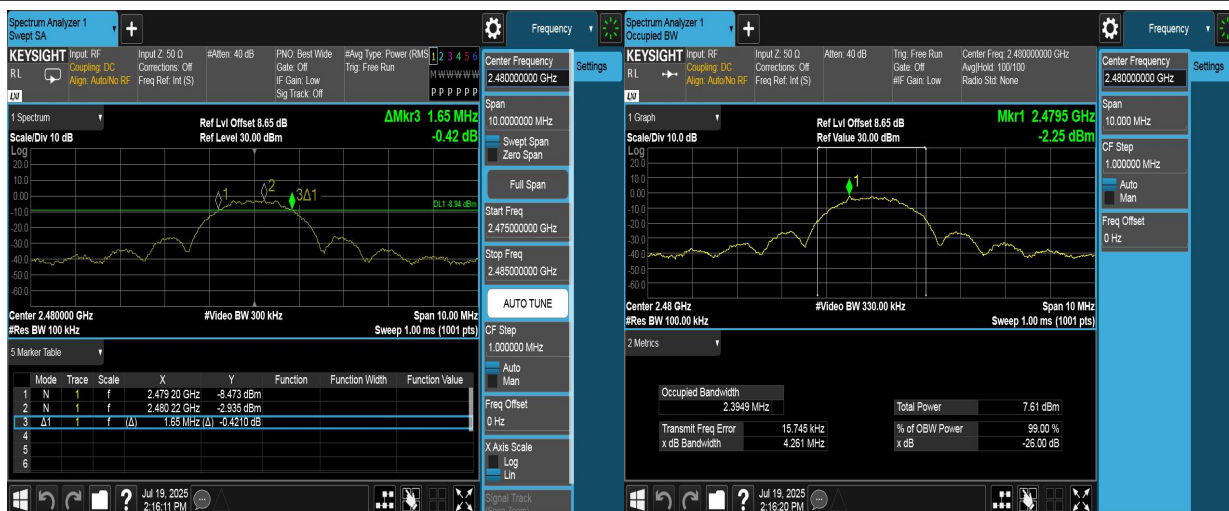 Spectrum Analyzer 1
Swept SA
+
Frequency
KEYSIGHT
RL
LXI
Input: RF
Coupling: DC
Align: Auto/No RF
Input Z: 50 Ω
Corrections: Off
Freq Ref: Int (S)
#Atten: 40 dB
PNO: Best Wide
Gate: Off
IF Gain: Low
Sig Track: Off
#Avg Type: Power (RMS
Trig: Free Run
1 2 3 4 5 6
M W W W W W
P P P P P P
1 Spectrum
Scale/Div 10 dB
Log
Ref Lvl Offset 8.65 dB
Ref Level 30.00 dBm
ΔMkr3 1.65 MHz
-0.42 dB
20.0
10.0
0.00
-10.0
-20.0
-30.0
-40.0
-50.0
-60.0
1
2
3Δ1
DL1 -8.94 dBm
Center 2.480000 GHz
#Res BW 100 kHz
#Video BW 300 kHz
Span 10.00 MHz
Sweep 1.00 ms (1001 pts)
5 Marker Table
Mode Trace Scale X Y Function Function Width Function Value
1 N 1 f 2.479 20 GHz -8.473 dBm
2 N 1 f 2.480 22 GHz -2.935 dBm
3 Δ1 1 f (Δ) 1.65 MHz (Δ) -0.4210 dB
4
5
6
?
Jul 19, 2025
2:16:11 PM
Center Frequency
2.480000000 GHz
Span
10.0000000 MHz
Swept Span
Zero Span
Full Span
Start Freq
2.475000000 GHz
Stop Freq
2.485000000 GHz
AUTO TUNE
CF Step
1.000000 MHz
Auto
Man
Freq Offset
0 Hz
X Axis Scale
Log
Lin
Signal Track
Settings
Spectrum Analyzer 1
Occupied BW
+
Frequency
KEYSIGHT
RL
LXI
Input: RF
Coupling: DC
Align: Auto/No RF
Input Z: 50 Ω
Corrections: Off
Freq Ref: Int (S)
Atten: 40 dB
Trig: Free Run
Gate: Off
#IF Gain: Low
Center Freq: 2.480000000 GHz
Avg|Hold: 100/100
Radio Std: None
1 Graph
Scale/Div 10.0 dB
Log
Ref Lvl Offset 8.65 dB
Ref Value 30.00 dBm
Mkr1 2.4795 GHz
-2.25 dBm
20.0
10.0
0.00
-10.0
-20.0
-30.0
-40.0
-50.0
-60.0
1
Center 2.48 GHz
#Res BW 100.00 kHz
#Video BW 330.00 kHz
Span 10 MHz
Sweep 1.00 ms (1001 pts)
2 Metrics
Occupied Bandwidth
2.3949 MHz
Total Power 7.61 dBm
Transmit Freq Error 15.745 kHz
% of OBW Power 99.00 %
x dB Bandwidth 4.261 MHz
x dB -26.00 dB
?
Jul 19, 2025
2:16:20 PM
Center Frequency
2.480000000 GHz
Span
10.000 MHz
CF Step
1.000000 MHz
Auto
Man
Freq Offset
0 Hz
Settings